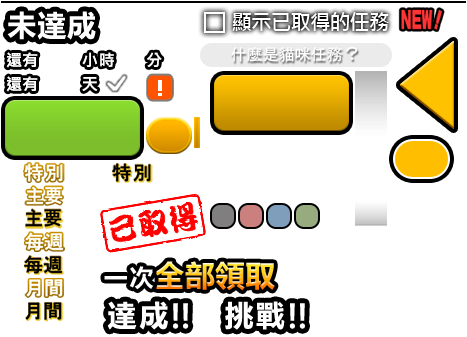 未達成
顯示已取得的任務 NEW!
還有 小時 分
什麼是貓咪任務？
還有 天
!
特別 特別
主要
主要
每週
已取得
每週
月間
一次全部領取
月間
達成!! 挑戰!!